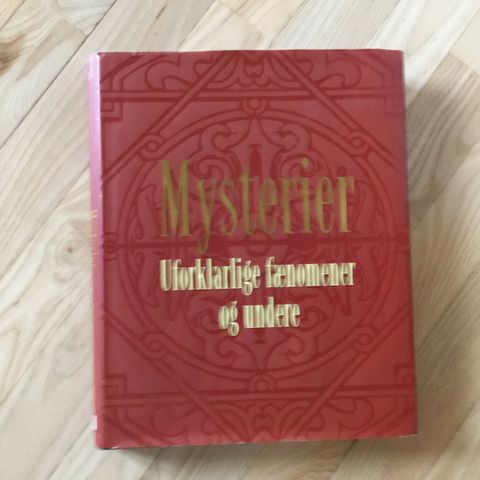 Mysterier
Uforklarlige fænomener
og undere